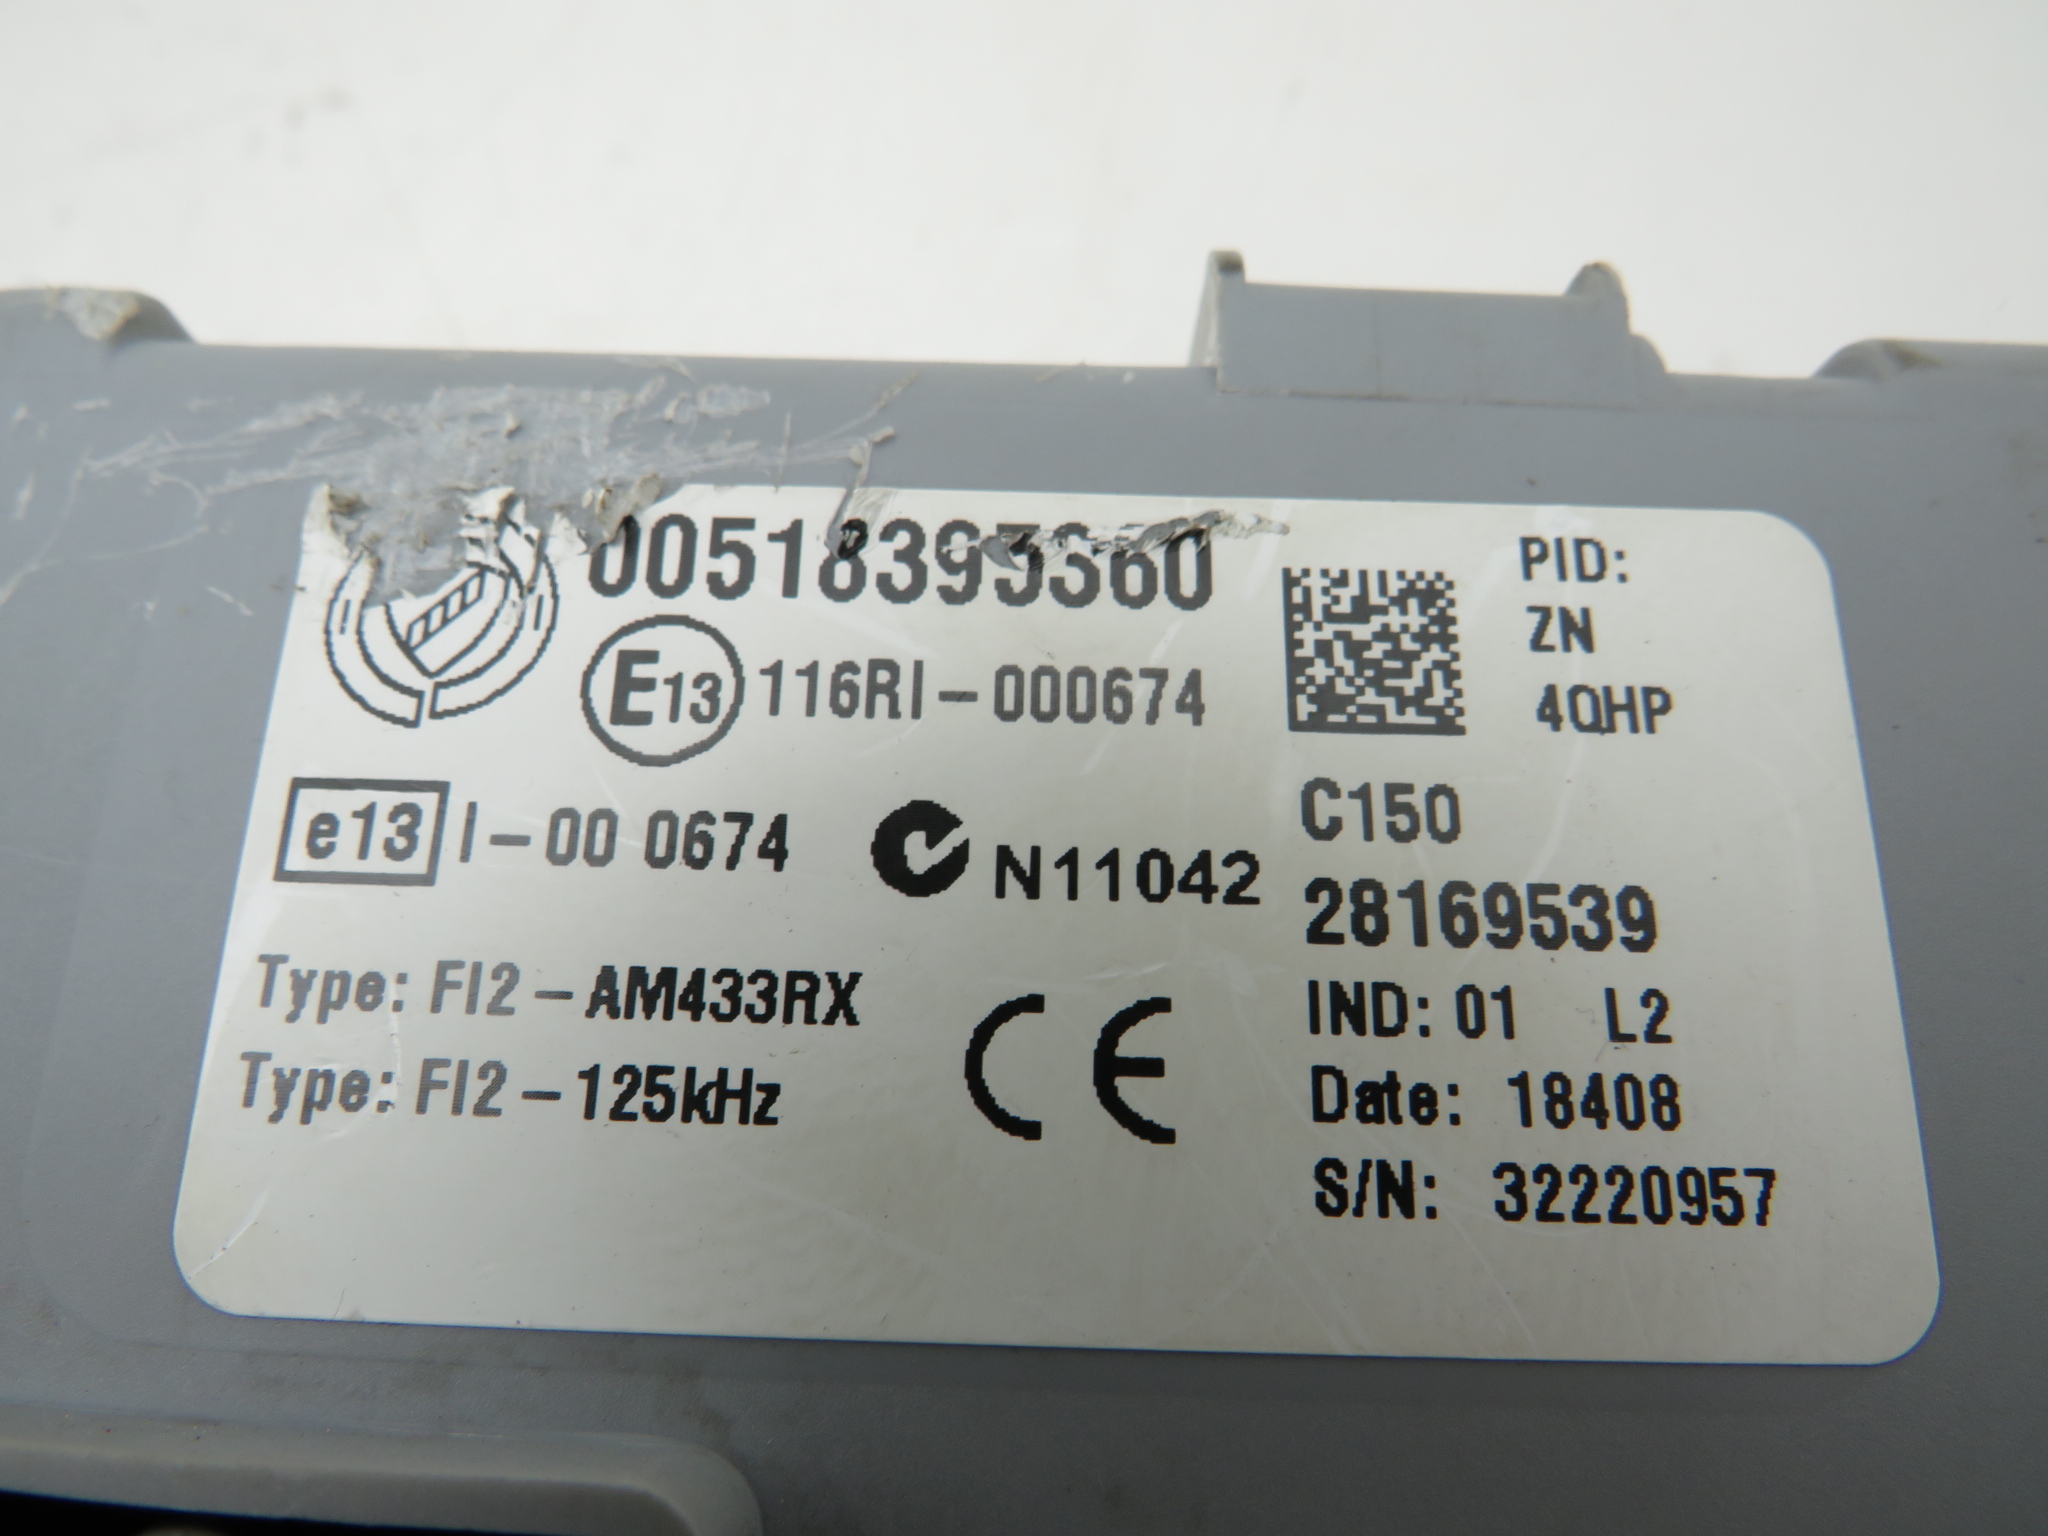 00518395360
E13 116RI-000674
e13 I-00 0674
N11042
Type: FI2-AM433RX
Type: FI2-125kHz
CE
PID:
ZN
4QHP
C150
28169539
IND: 01 L2
Date: 18408
S/N: 32220957